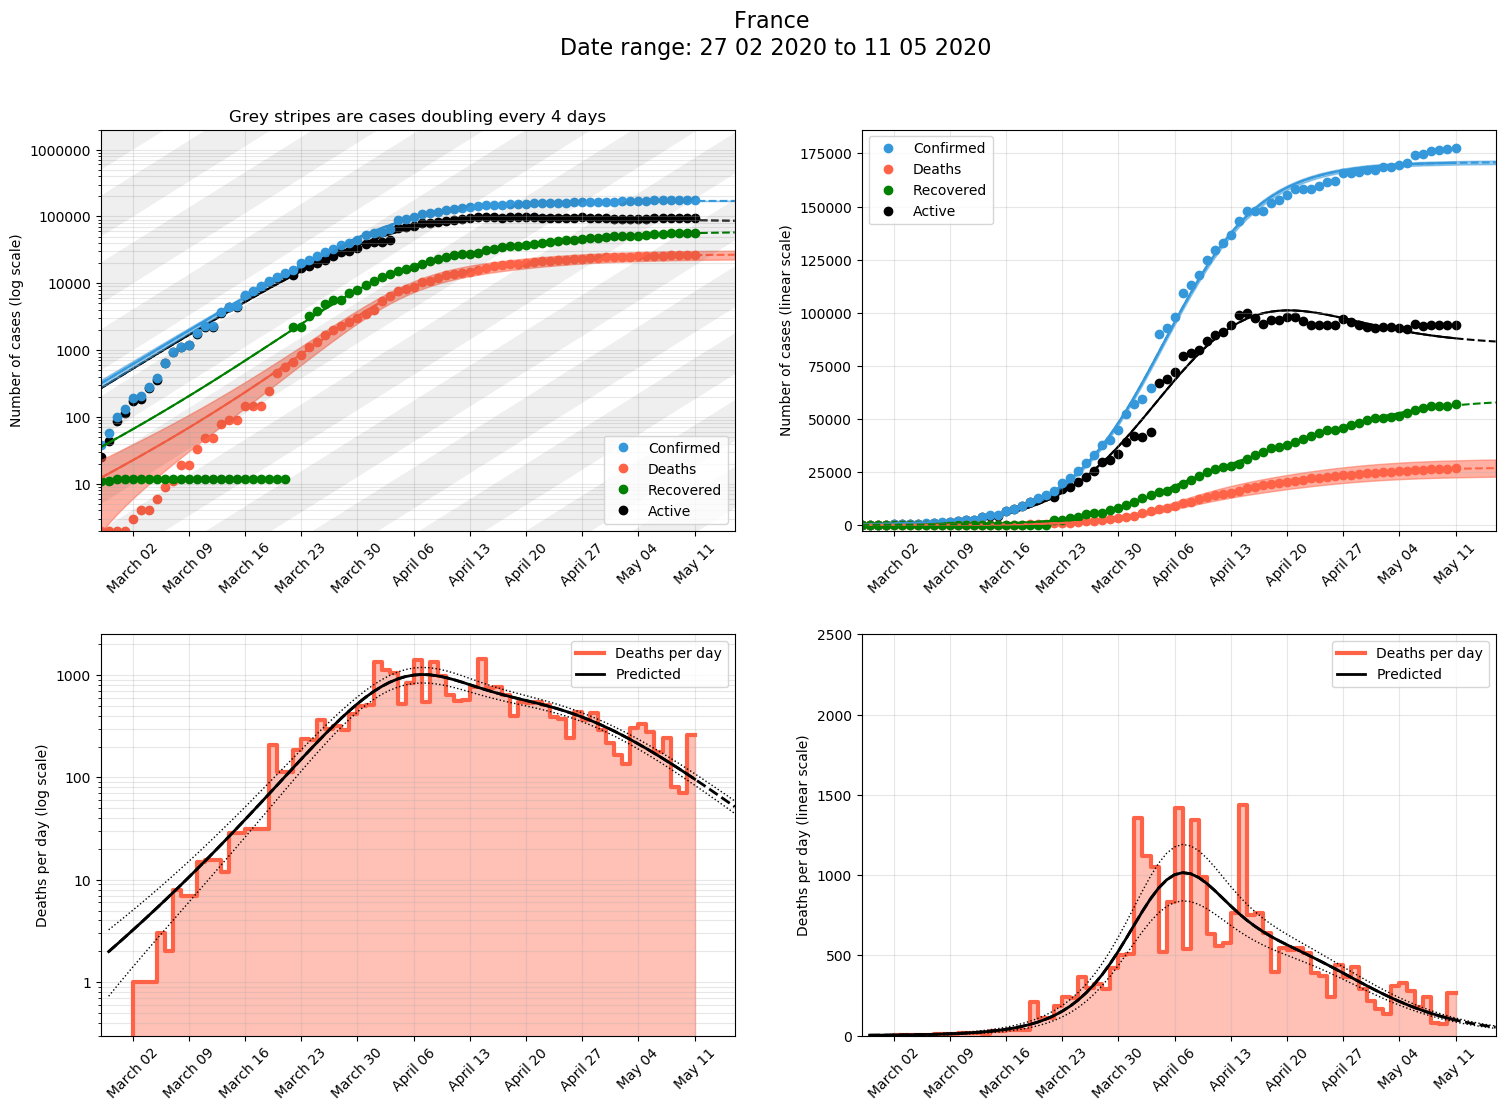 France
Date range: 27 02 2020 to 11 05 2020
Grey stripes are cases doubling every 4 days
Number of cases (log scale)
1000000
100000
10000
1000
100
10
Confirmed
Deaths
Recovered
Active
March 02
March 09
March 16
March 23
March 30
April 06
April 13
April 20
April 27
May 04
May 11
Number of cases (linear scale)
175000
150000
125000
100000
75000
50000
25000
0
Confirmed
Deaths
Recovered
Active
March 02
March 09
March 16
March 23
March 30
April 06
April 13
April 20
April 27
May 04
May 11
Deaths per day (log scale)
1000
100
10
1
Deaths per day
Predicted
March 02
March 09
March 16
March 23
March 30
April 06
April 13
April 20
April 27
May 04
May 11
Deaths per day (linear scale)
2500
2000
1500
1000
500
0
Deaths per day
Predicted
March 02
March 09
March 16
March 23
March 30
April 06
April 13
April 20
April 27
May 04
May 11